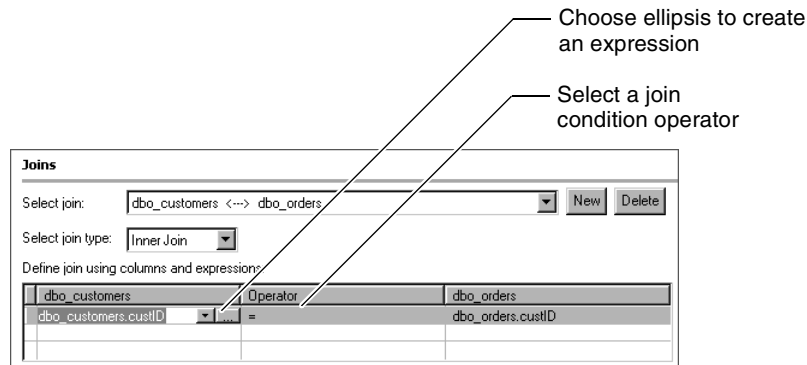 Choose ellipsis to create
an expression
Select a join
condition operator
Joins
Select join: dbo_customers <---> dbo_orders New Delete
Select join type: Inner Join
Define join using columns and expressions
dbo_customers Operator dbo_orders
dbo_customers.custID ... = dbo_orders.custID